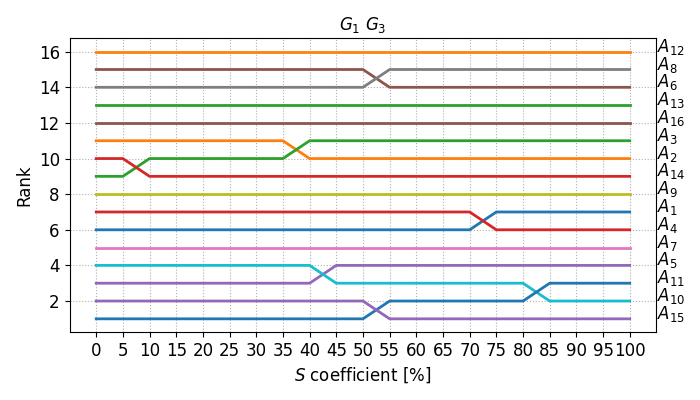 G₁ G₃
16
14
12
10
8
6
4
2
Rank
A₁₂
A₈
A₆
A₁₃
A₁₆
A₃
A₂
A₁₄
A₉
A₁
A₄
A₇
A₅
A₁₁
A₁₀
A₁₅
0 5 10 15 20 25 30 35 40 45 50 55 60 65 70 75 80 85 90 95 100
S coefficient [%]